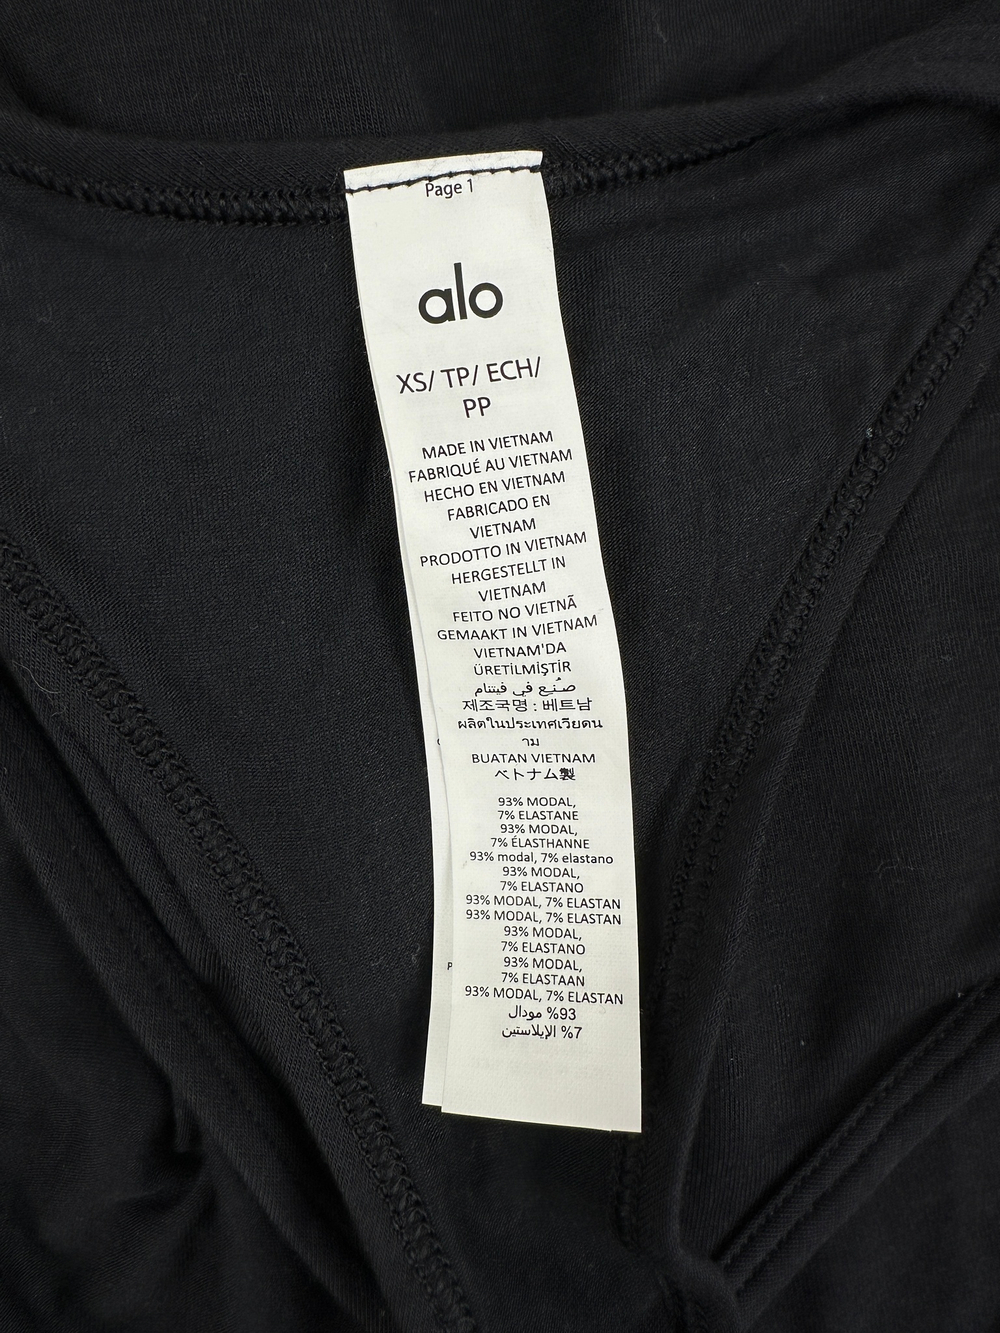 Page 1
alo
XS/ TP/ ECH/
PP
MADE IN VIETNAM
FABRIQUÉ AU VIETNAM
HECHO EN VIETNAM
FABRICADO EN
VIETNAM
PRODOTTO IN VIETNAM
HERGESTELLT IN
VIETNAM
FEITO NO VIETNÃ
GEMAAKT IN VIETNAM
VIETNAM'DA
ÜRETİLMİŞTİR
صُنِع في فيتنام
제조국명 : 베트남
ผลิตในประเทศเวียดน
าม
BUATAN VIETNAM
ベトナム製
93% MODAL,
7% ELASTANE
93% MODAL,
7% ÉLASTHANNE
93% modal, 7% elastano
93% MODAL,
7% ELASTANO
93% MODAL, 7% ELASTAN
93% MODAL, 7% ELASTAN
93% MODAL,
7% ELASTANO
93% MODAL,
7% ELASTAAN
93% MODAL, 7% ELASTAN
93% مودال
7% الإيلاستين